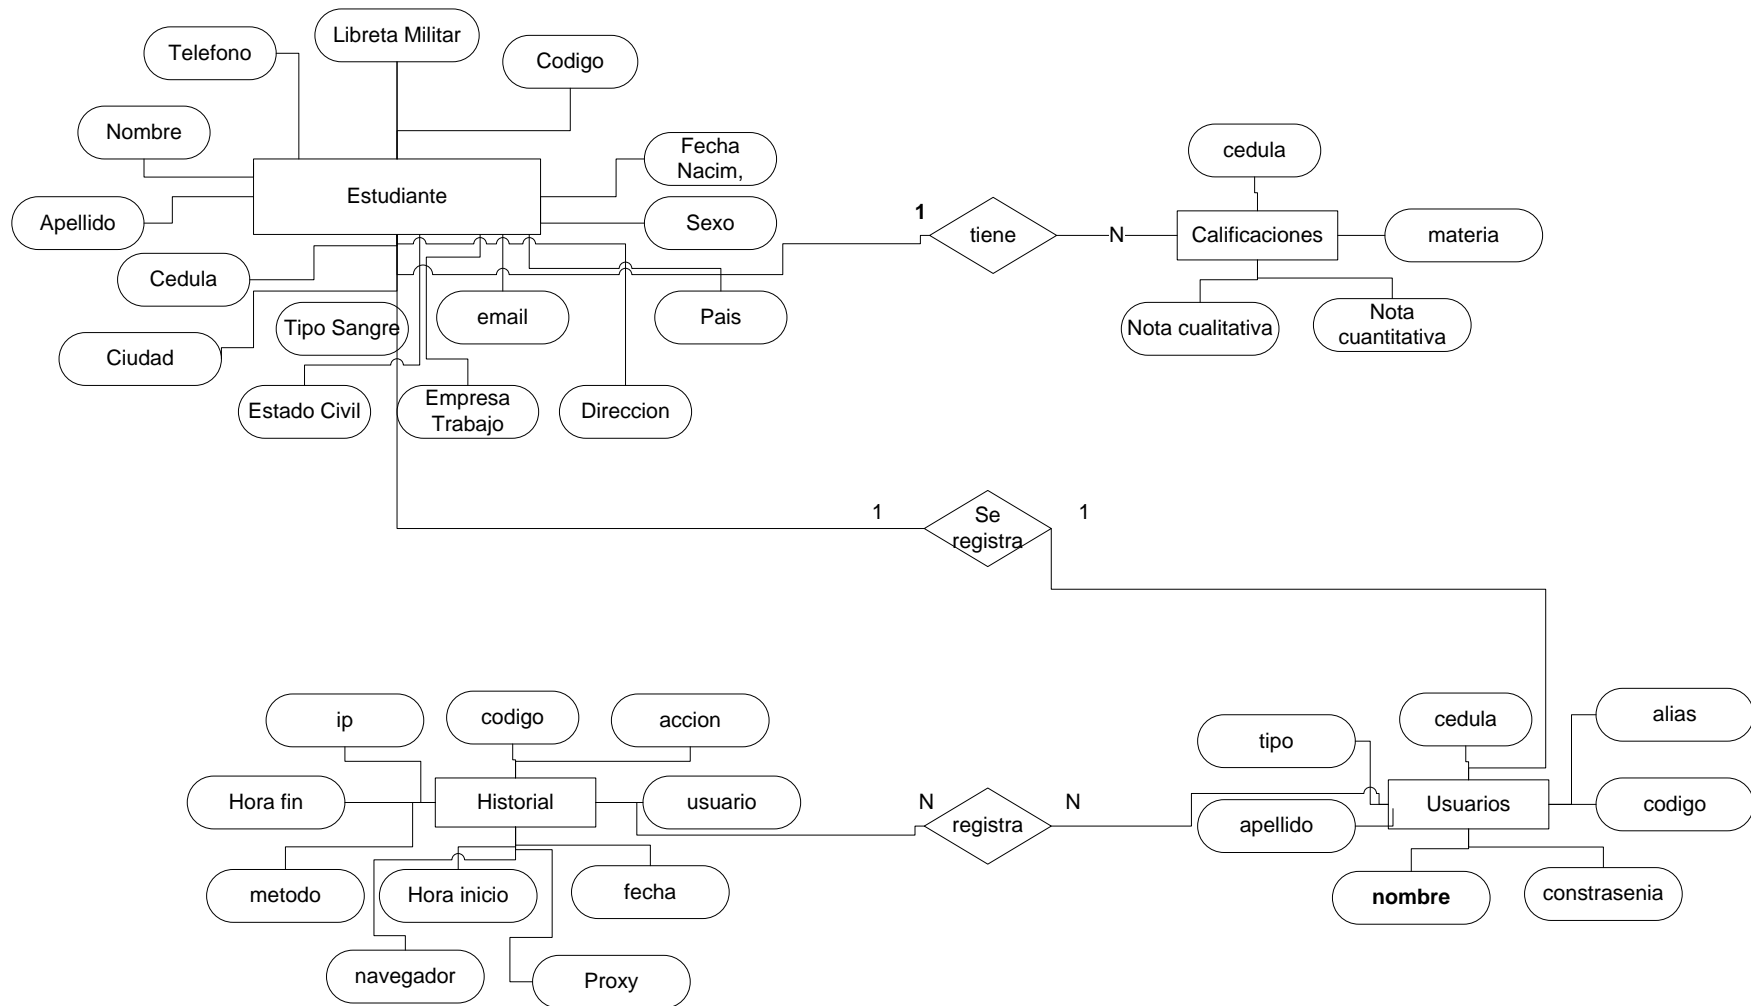 Libreta Militar
Telefono
Codigo
Nombre
Fecha
Nacim,
cedula
Estudiante
Apellido
Sexo
1
tiene
N
Calificaciones
materia
Cedula
Tipo Sangre
email
Pais
Nota cualitativa
Nota
cuantitativa
Ciudad
Estado Civil
Empresa
Trabajo
Direccion
1
Se
registra
1
ip
codigo
accion
cedula
alias
tipo
Hora fin
Historial
usuario
N
registra
N
Usuarios
codigo
apellido
metodo
Hora inicio
fecha
nombre
constrasenia
navegador
Proxy